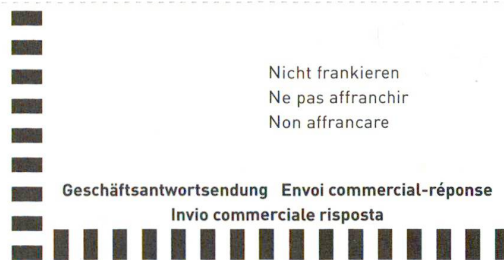 Nicht frankieren
Ne pas affranchir
Non affrancare
Geschäftsantwortsendung Envoi commercial-réponse
Invio commerciale risposta